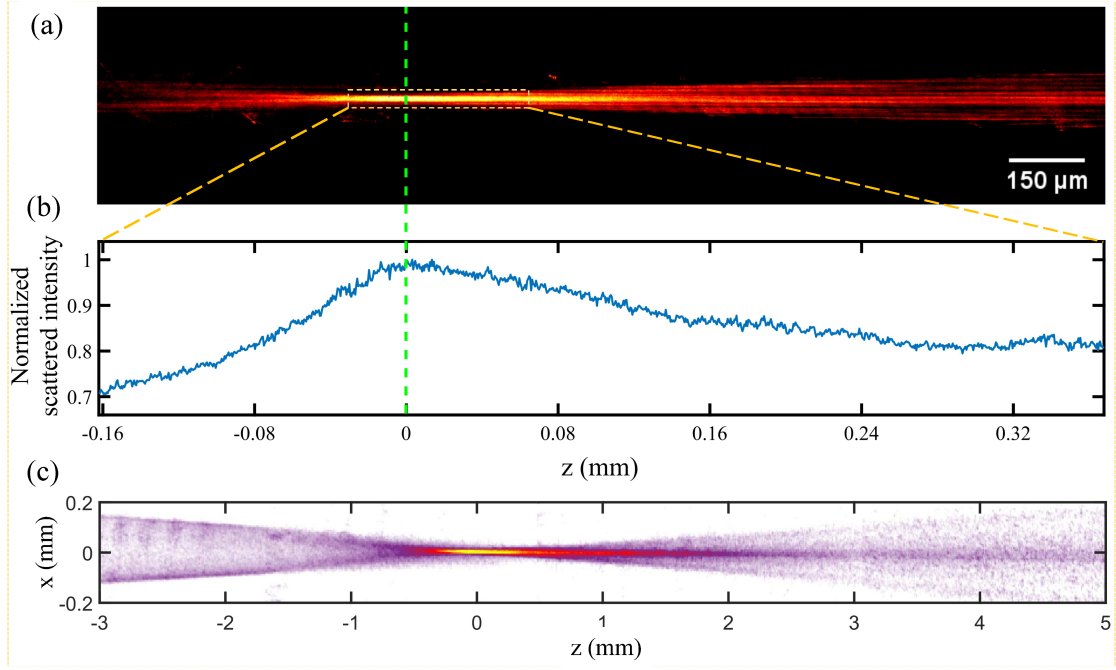 (a)
150 µm
(b)
Normalized
scattered intensity
1
0.9
0.8
0.7
-0.16
-0.08
0
0.08
0.16
0.24
0.32
z (mm)
(c)
x (mm)
0.2
0
-0.2
-3
-2
-1
0
1
2
3
4
5
z (mm)